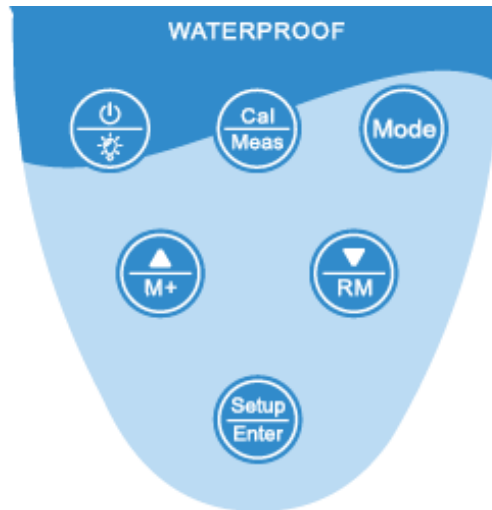 WATERPROOF
Cal
Meas
Mode
M+
RM
Setup
Enter